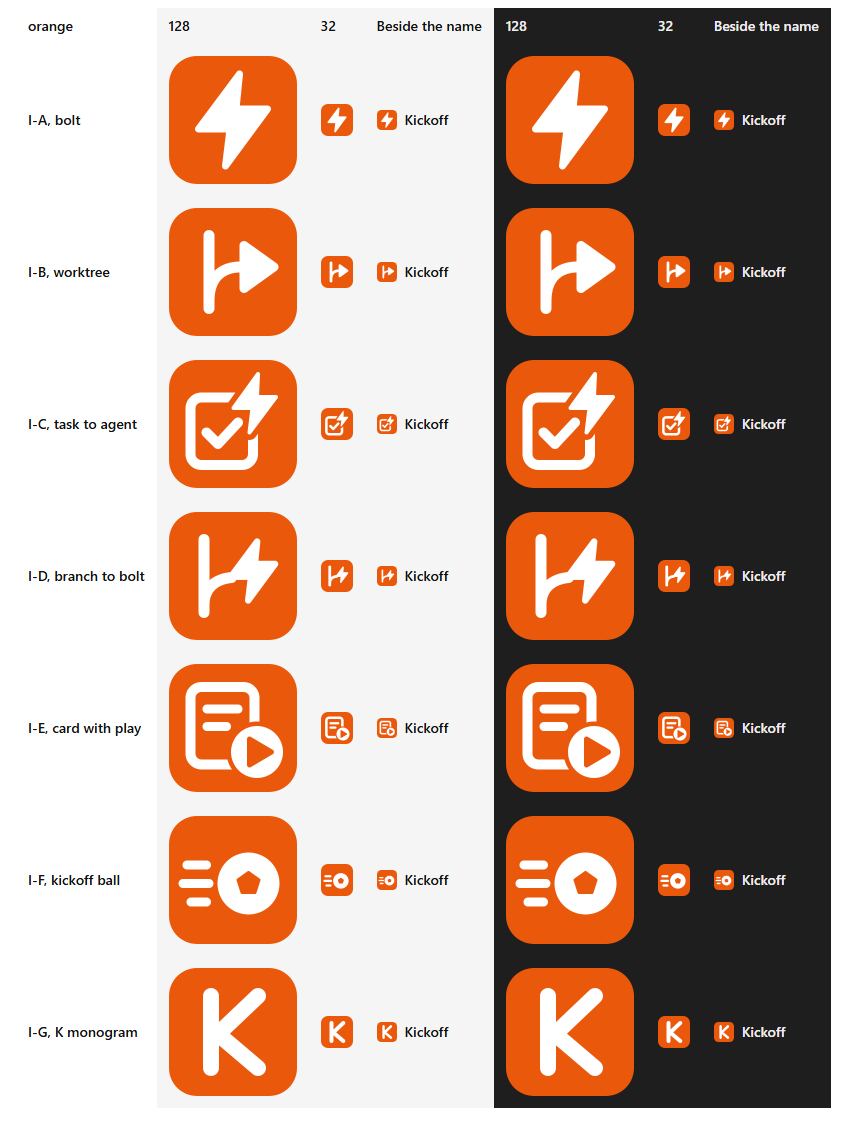 orange 128 32 Beside the name 128 32 Beside the name
I-A, bolt Kickoff Kickoff
I-B, worktree Kickoff Kickoff
I-C, task to agent Kickoff Kickoff
I-D, branch to bolt Kickoff Kickoff
I-E, card with play Kickoff Kickoff
I-F, kickoff ball Kickoff Kickoff
I-G, K monogram K K K Kickoff K K K Kickoff